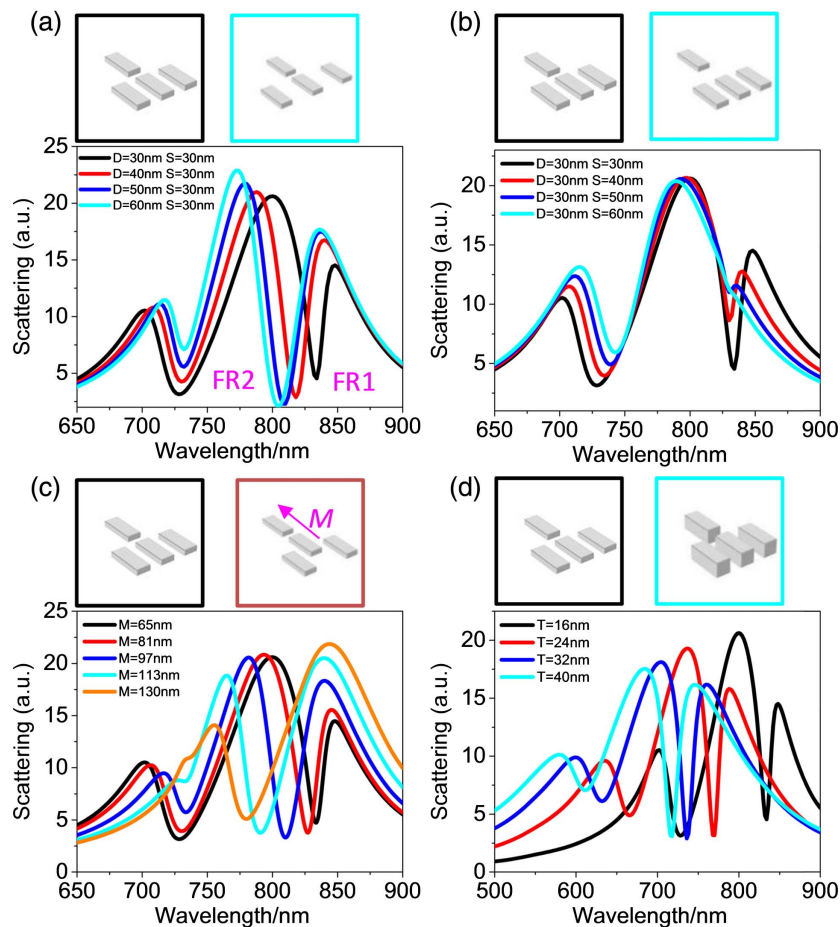 (a)
25
D=30nm S=30nm
D=40nm S=30nm
D=50nm S=30nm
D=60nm S=30nm
20
15
10
5
Scattering (a.u.)
FR2
FR1
650 700 750 800 850 900
Wavelength/nm
(b)
D=30nm S=30nm
D=30nm S=40nm
D=30nm S=50nm
D=30nm S=60nm
20
15
10
5
0
Scattering (a.u.)
650 700 750 800 850 900
Wavelength/nm
(c)
M
25
M=65nm
M=81nm
M=97nm
M=113nm
M=130nm
20
15
10
5
0
Scattering (a.u.)
650 700 750 800 850 900
Wavelength/nm
(d)
T=16nm
T=24nm
T=32nm
T=40nm
20
15
10
5
0
Scattering (a.u.)
500 600 700 800 900
Wavelength/nm